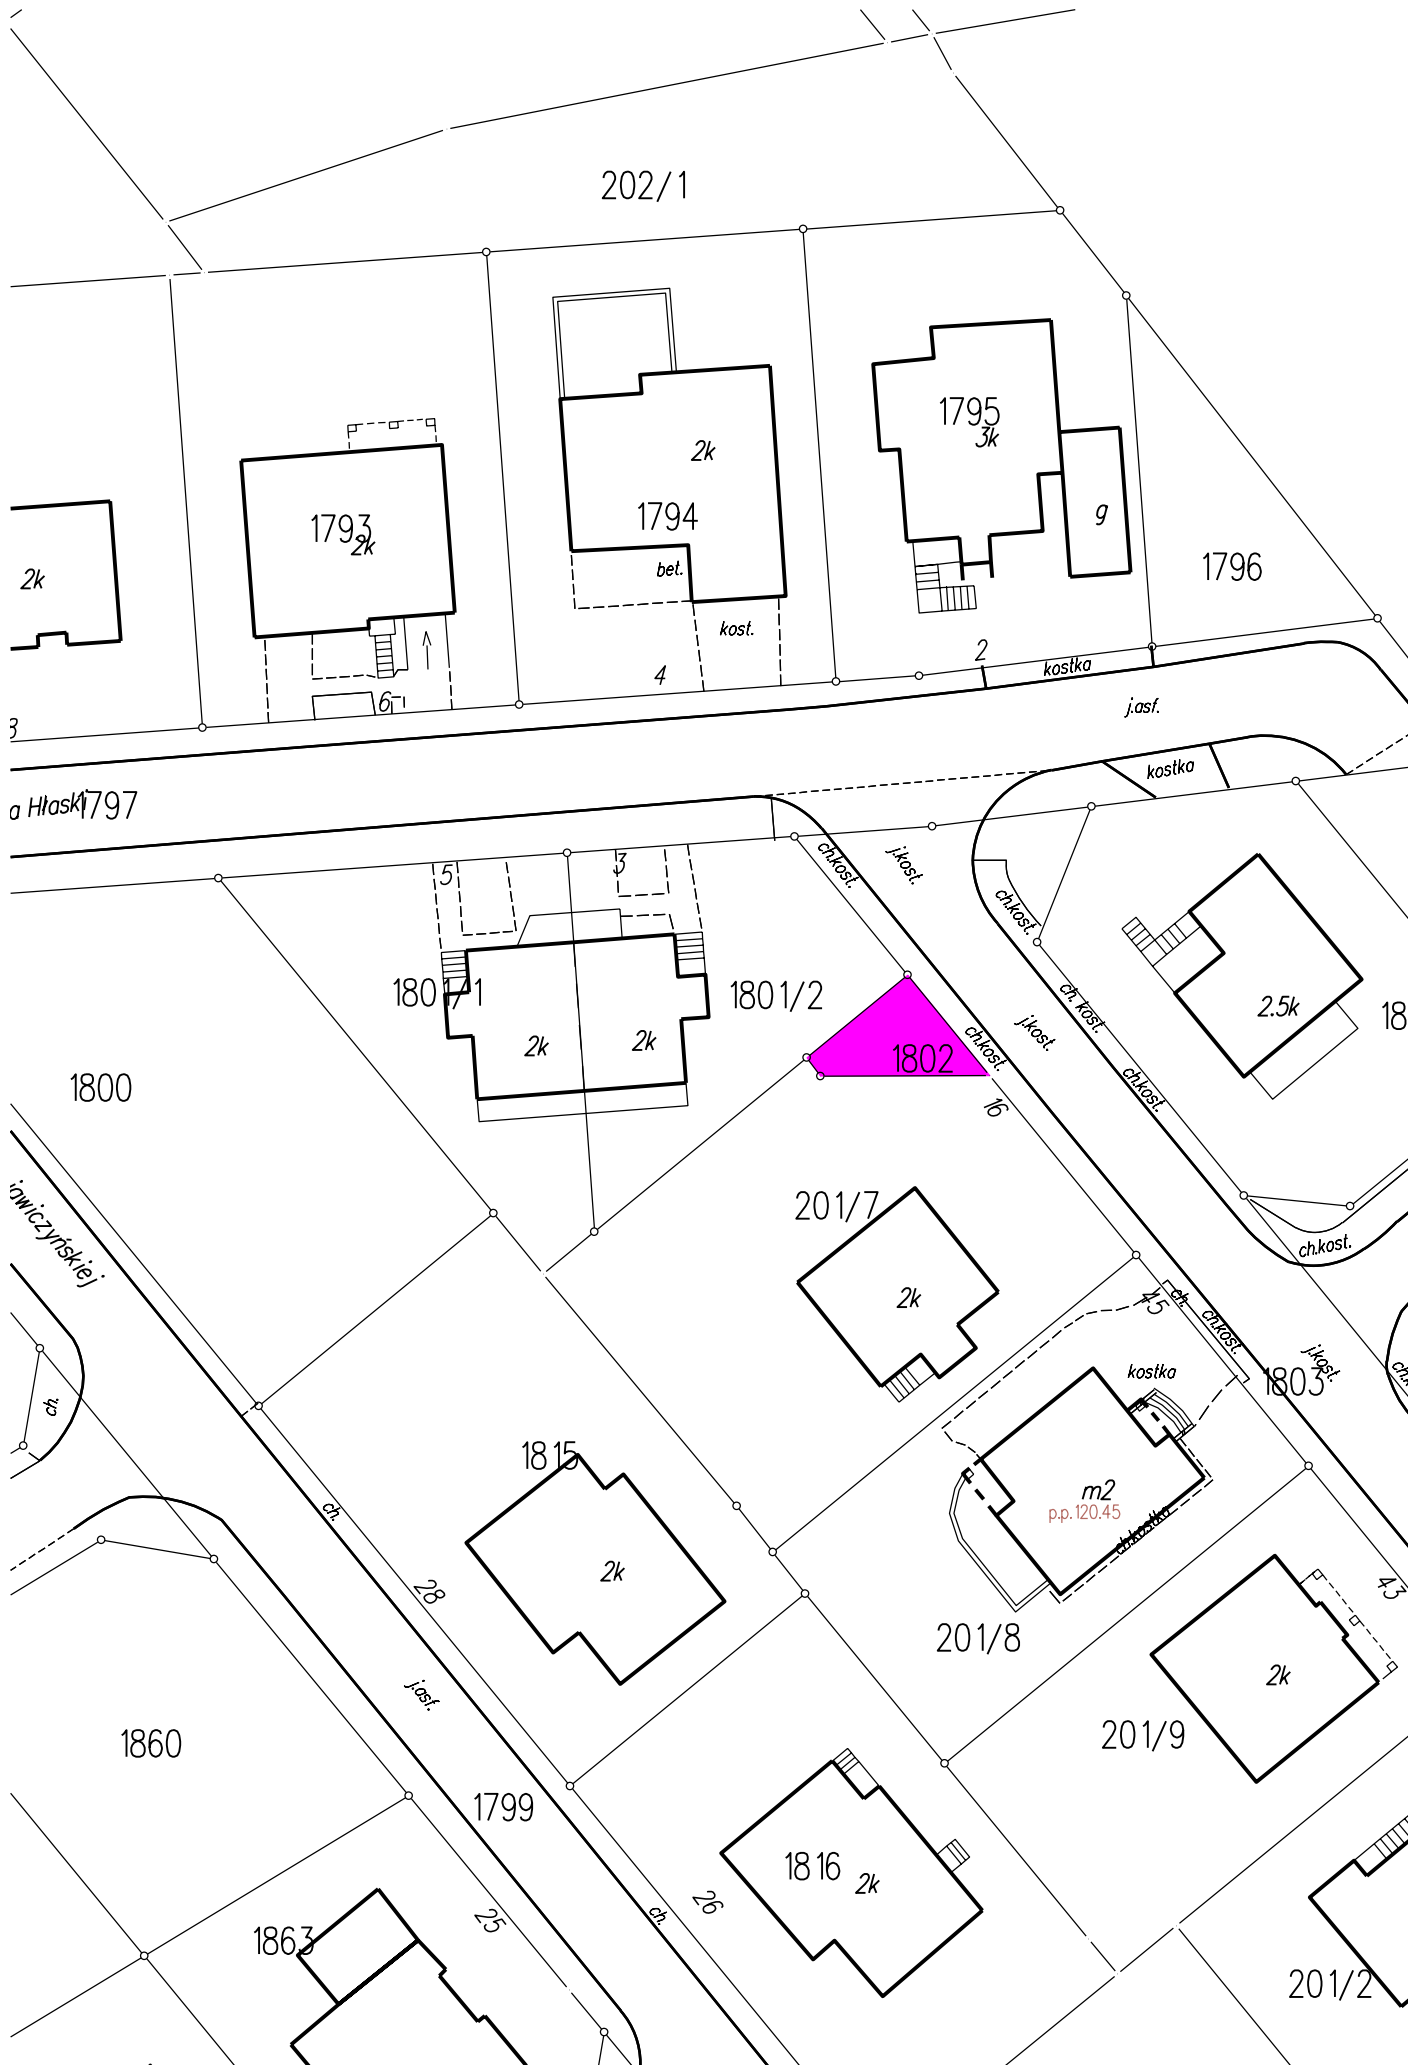 202/1
1795
3k
2k
1794
g
1793
2k
2k
bet.
1796
kost.
2
kostka
4
6
j.asf.
kostka
a Hłaski
1797
5
3
ch.kost.
j.kost.
ch.kost.
1801/1
1801/2
2.5k
18
ch. kost.
j.kost.
2k
2k
1802
ch.kost.
1800
ch.kost.
16
201/7
jawiczyńskiej
ch.kost.
2k
45
ch.
ch.kost.
j.kost.
kostka
1803
ch.
1815
m2
p.p.120.45
ch.
ch.kostka
2k
28
43
201/8
2k
j.asf.
201/9
1860
1799
1816
2k
26
25
ch.
1863
201/2